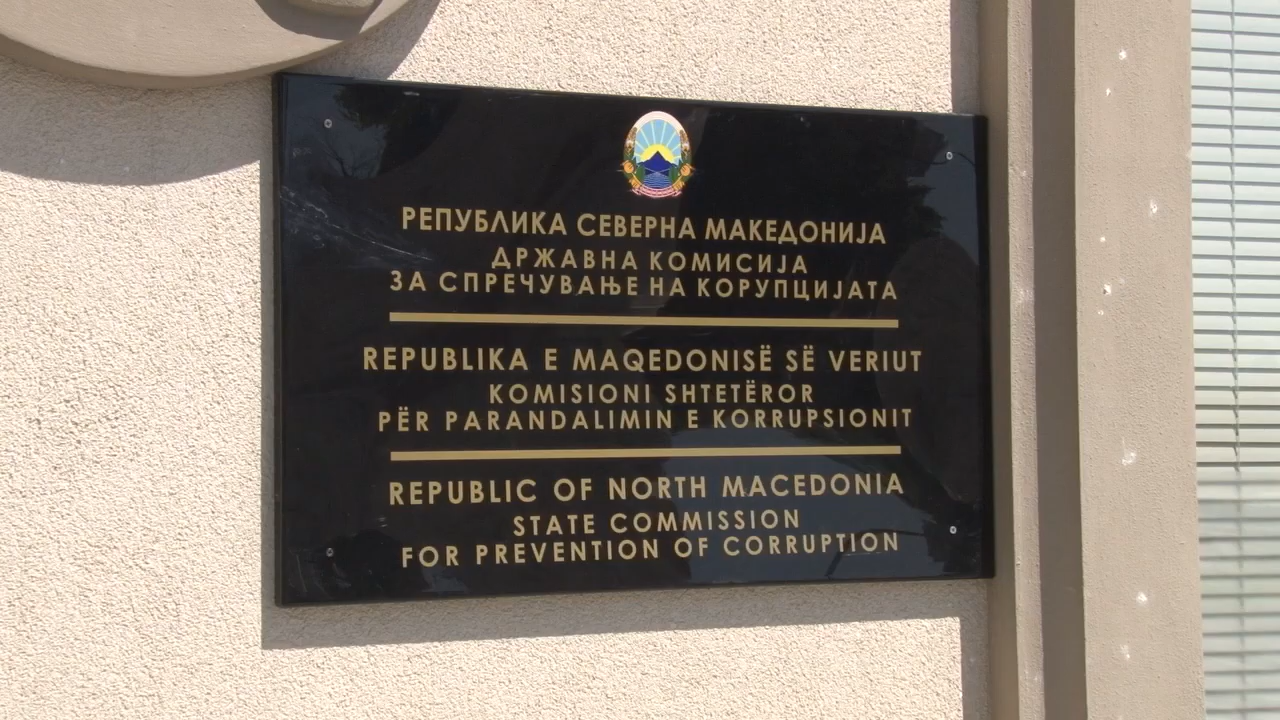 РЕПУБЛИКА СЕВЕРНА МАКЕДОНИЈА
ДРЖАВНА КОМИСИЈА
ЗА СПРЕЧУВАЊЕ НА КОРУПЦИЈАТА
REPUBLIKA E MAQEDONISË SË VERIUT
KOMISIONI SHTETËROR
PËR PARANDALIMIN E KORRUPSIONIT
REPUBLIC OF NORTH MACEDONIA
STATE COMMISSION
FOR PREVENTION OF CORRUPTION